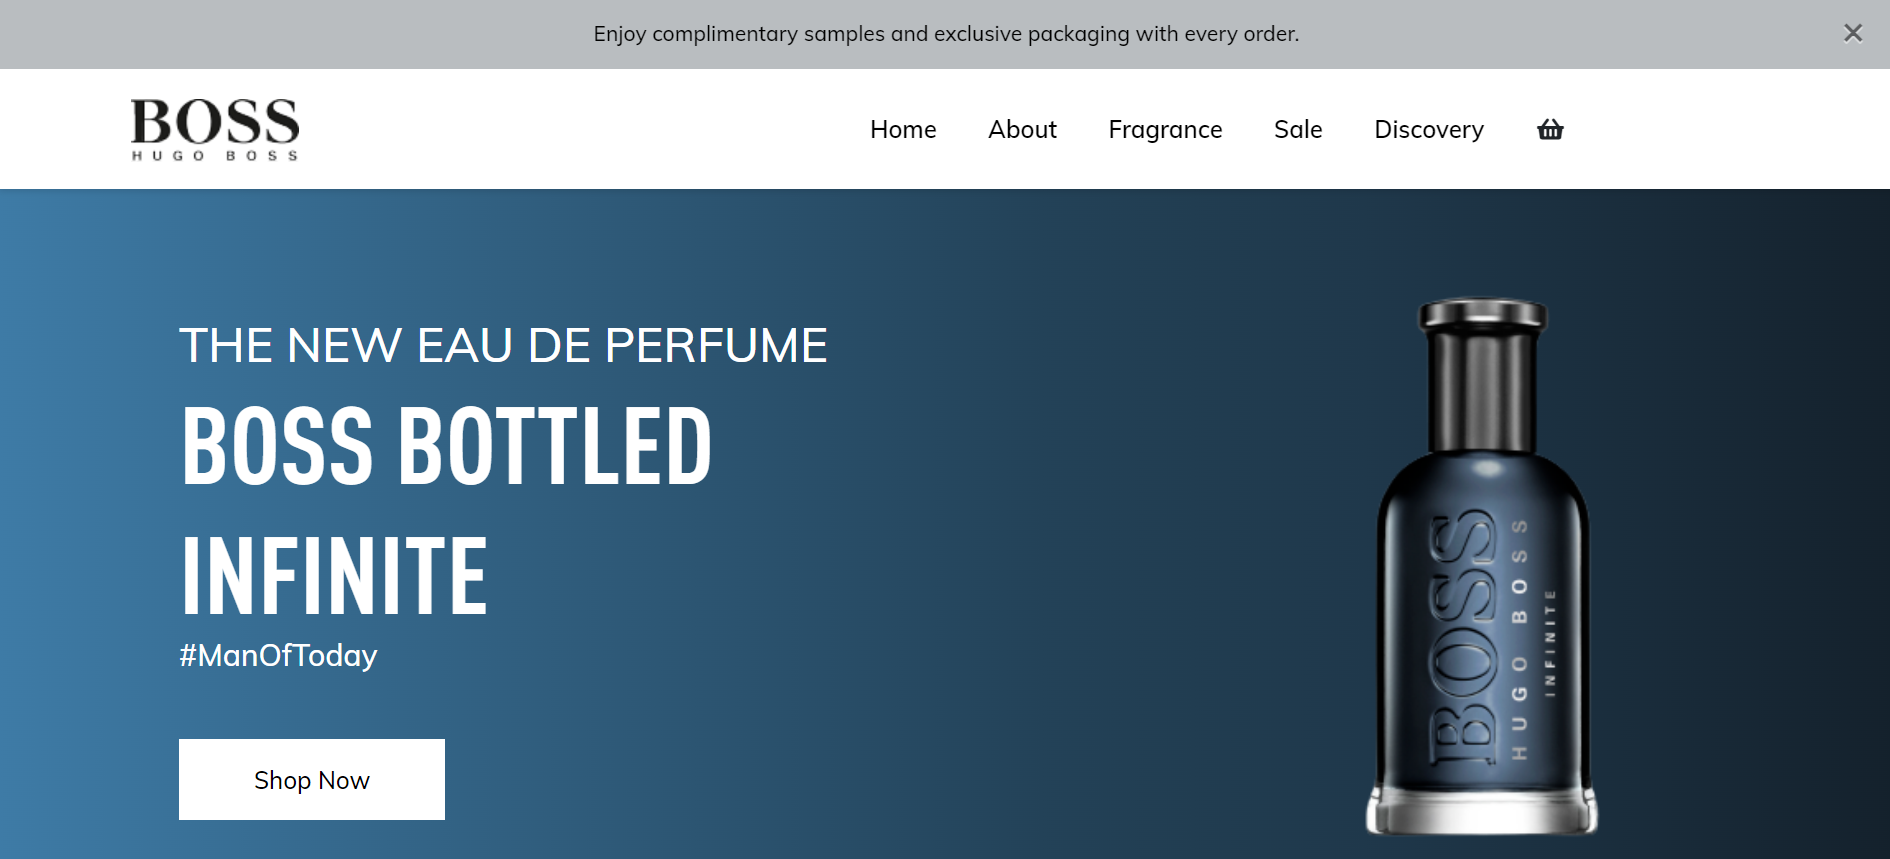 Enjoy complimentary samples and exclusive packaging with every order.
BOSS
HUGO BOSS
Home About Fragrance Sale Discovery
THE NEW EAU DE PERFUME
BOSS BOTTLED
INFINITE
#ManOfToday
Shop Now
BOSS
HUGO BOSS
INFINITE